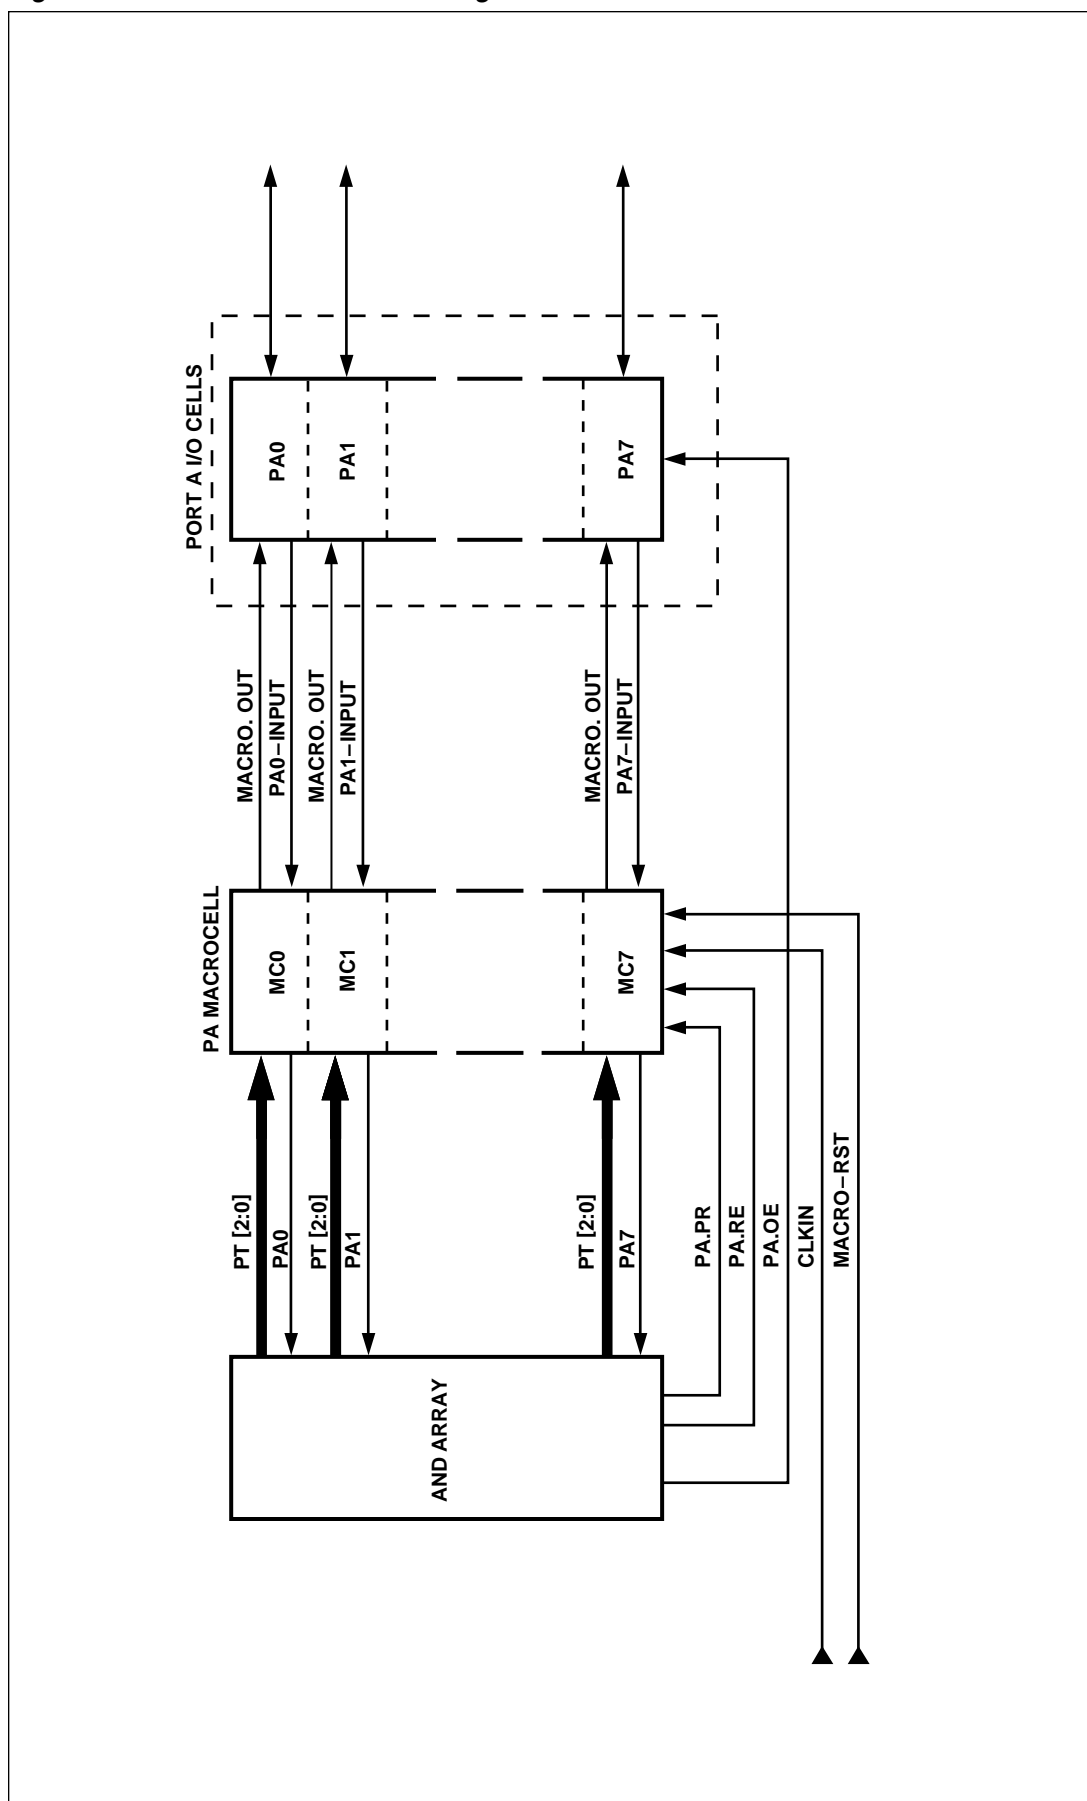 PORT A I/O CELLS
PA0
PA1
PA7
MACRO. OUT
PA0–INPUT
MACRO. OUT
PA1–INPUT
MACRO. OUT
PA7–INPUT
PA MACROCELL
MC0
MC1
MC7
PT [2:0]
PA0
PT [2:0]
PA1
PT [2:0]
PA7
PA.PR
PA.RE
PA.OE
CLKIN
MACRO–RST
AND ARRAY